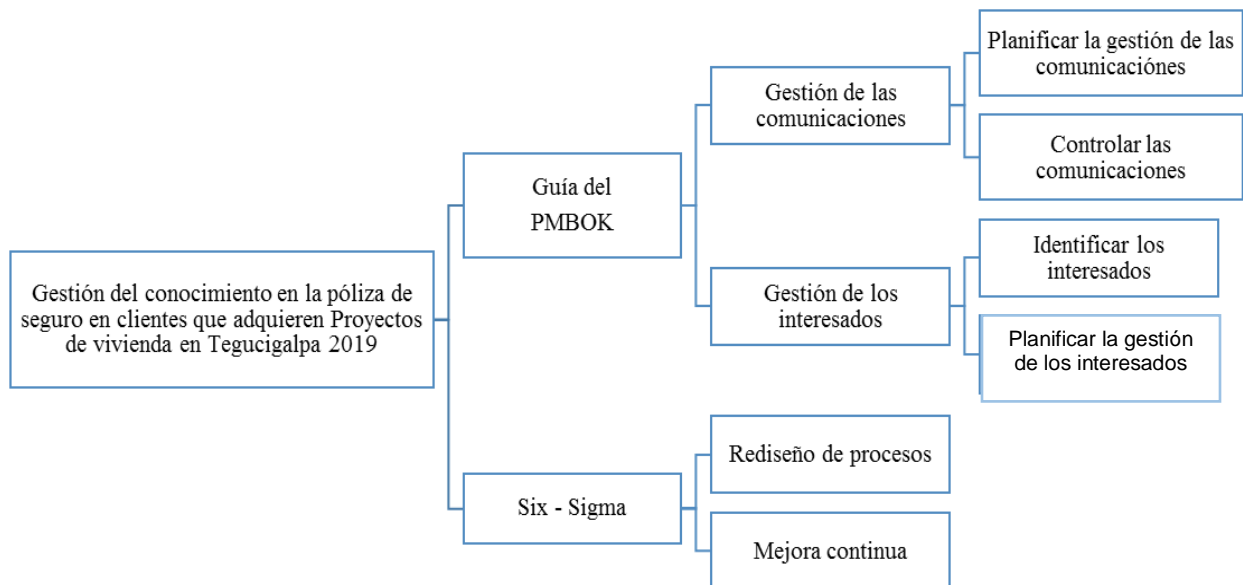 Gestión del conocimiento en la póliza de
seguro en clientes que adquieren Proyectos
de vivienda en Tegucigalpa 2019
Guía del
PMBOK
Gestión de las
comunicaciones
Planificar la gestión de las
comunicaciónes
Controlar las
comunicaciones
Gestión de los
interesados
Identificar los
interesados
Planificar la gestión
de los interesados
Six - Sigma
Rediseño de procesos
Mejora continua